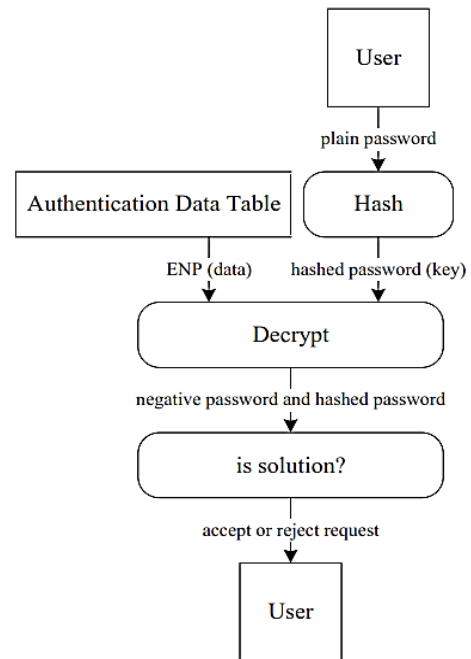 User
plain password
Authentication Data Table
Hash
ENP (data)
hashed password (key)
Decrypt
negative password and hashed password
is solution?
accept or reject request
User